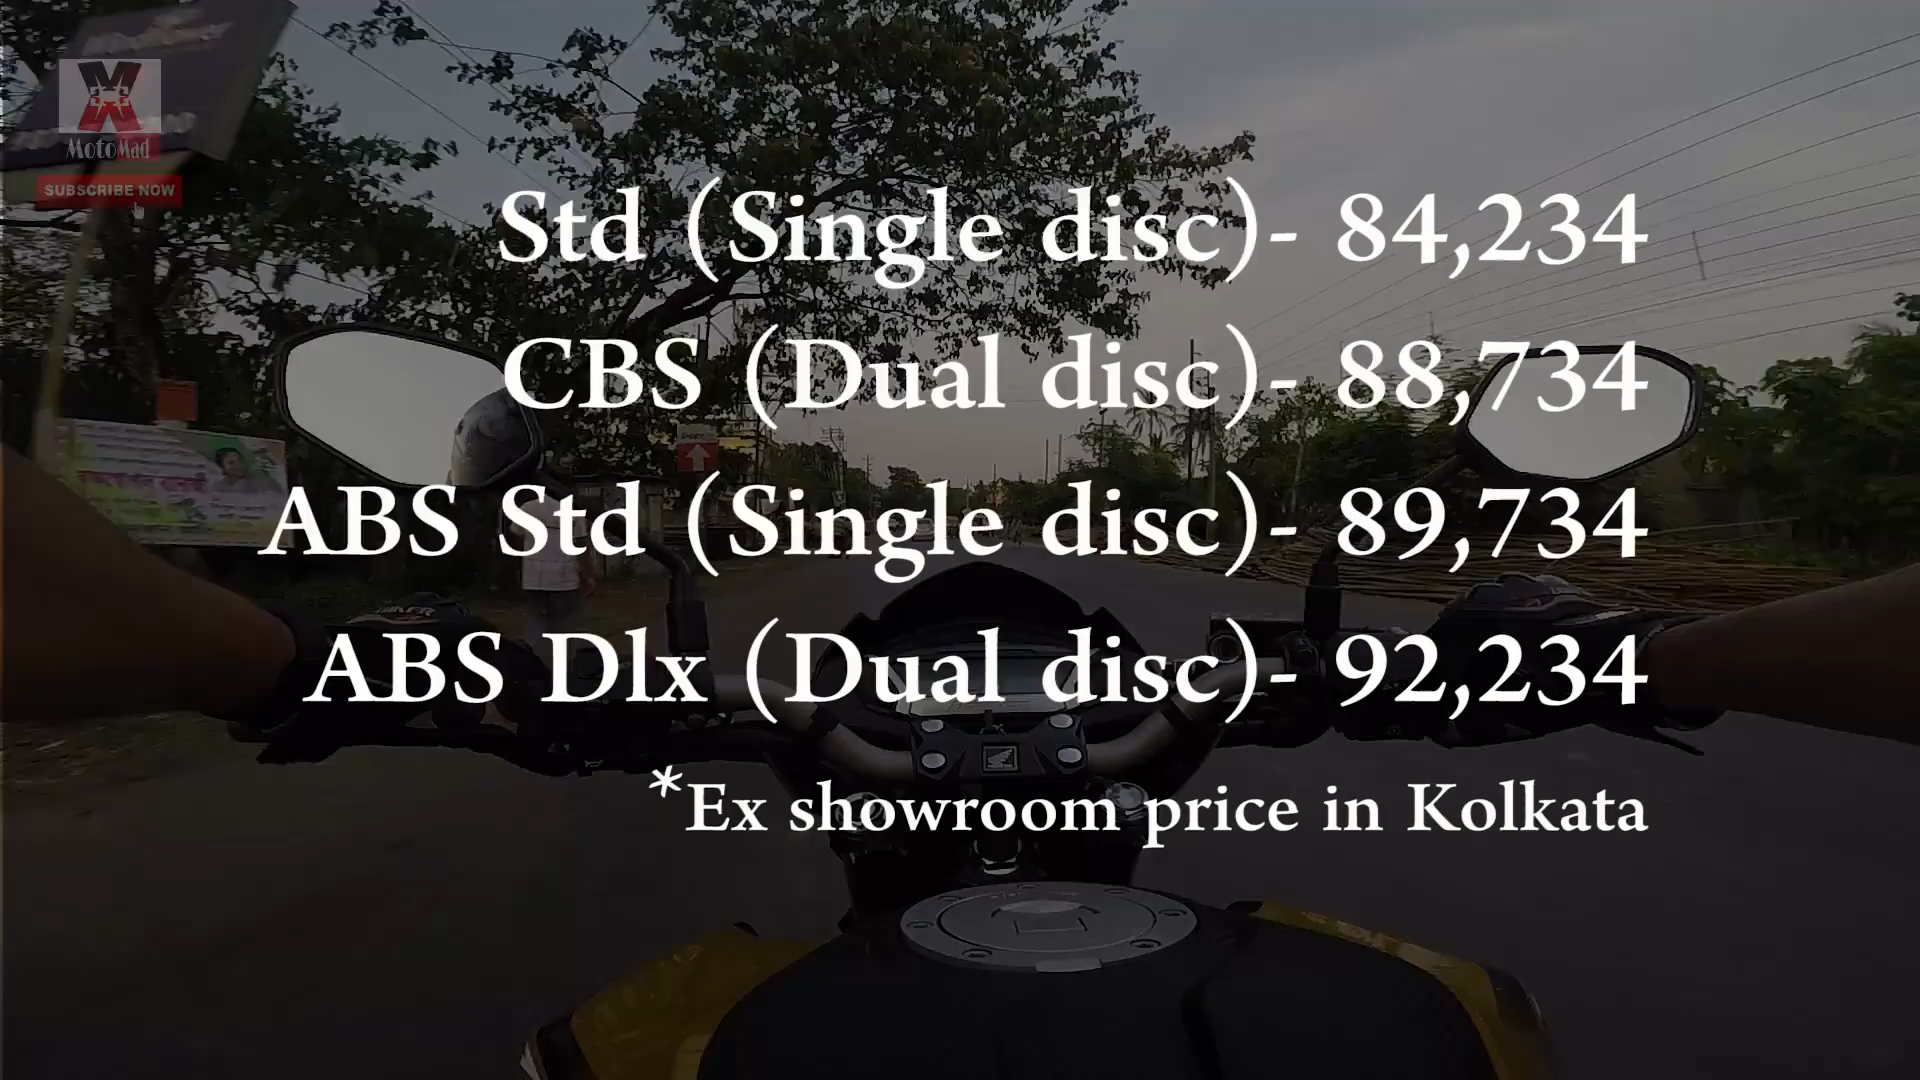 MotoMad
SUBSCRIBE NOW
Std (Single disc)- 84,234
CBS (Dual disc)- 88,734
ABS Std (Single disc)- 89,734
ABS Dlx (Dual disc)- 92,234
*Ex showroom price in Kolkata